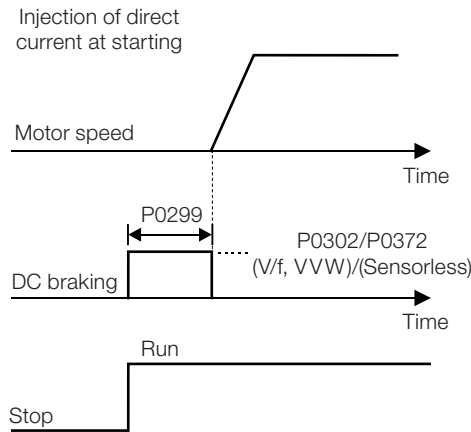 Injection of direct
current at starting
Motor speed
Time
P0299
P0302/P0372
(V/f, VVW)/(Sensorless)
DC braking
Time
Run
Stop